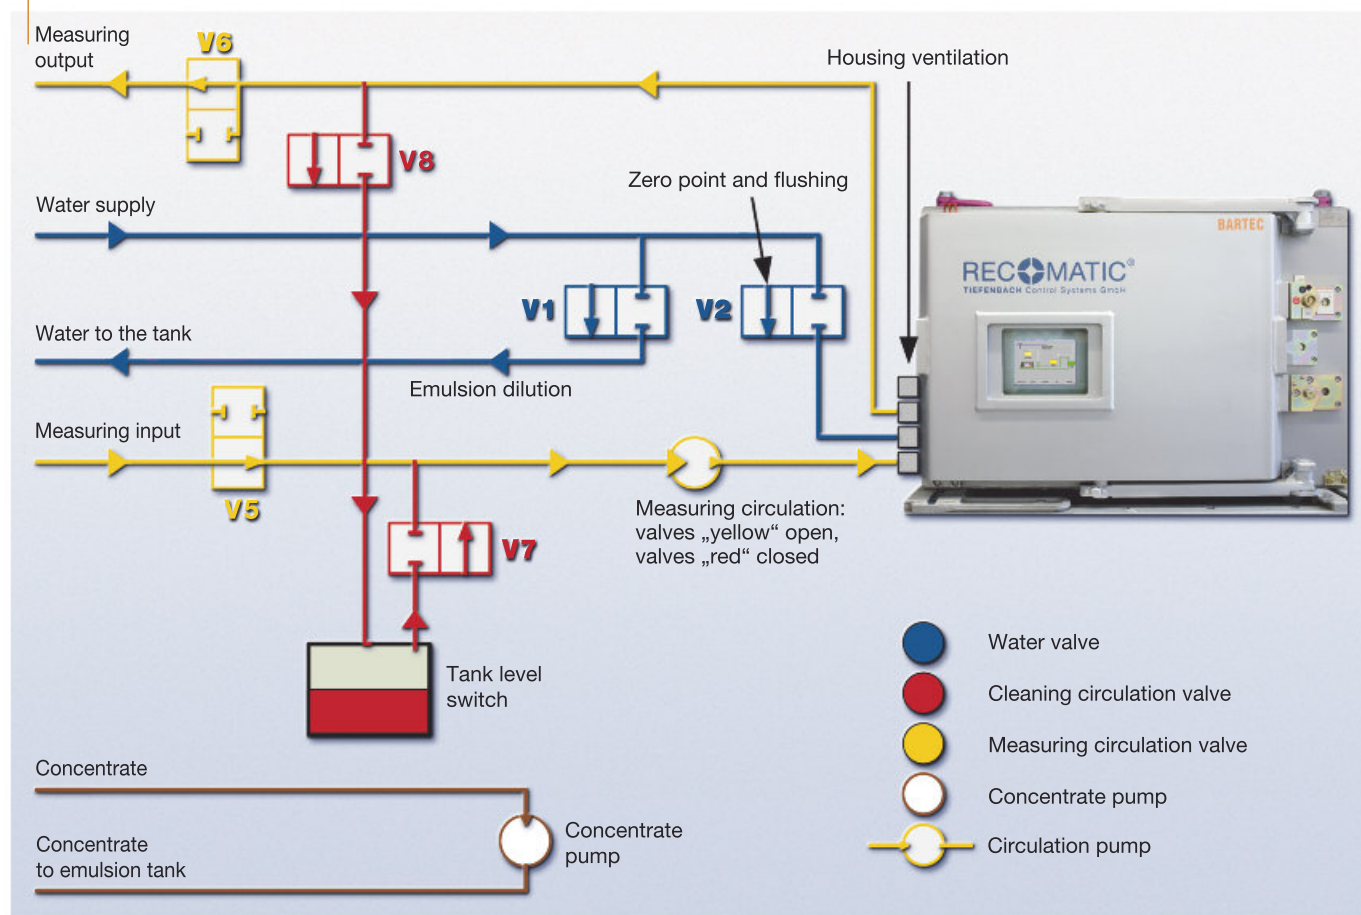 Measuring
output
V6
Housing ventilation
V8
Zero point and flushing
Water supply
BARTEC
RECOMATIC®
TIEFENBACH Control Systems GmbH
V1
V2
Water to the tank
Emulsion dilution
Measuring input
V5
Measuring circulation:
valves „yellow“ open,
valves „red“ closed
V7
Tank level
switch
Water valve
Cleaning circulation valve
Measuring circulation valve
Concentrate pump
Circulation pump
Concentrate
Concentrate
pump
Concentrate
to emulsion tank